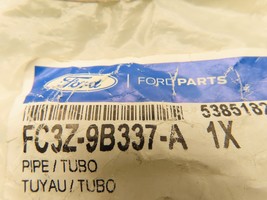 Ford FORD PARTS
5385182
FC3Z-9B337-A 1X
PIPE / TUBO
TUYAU / TUBO